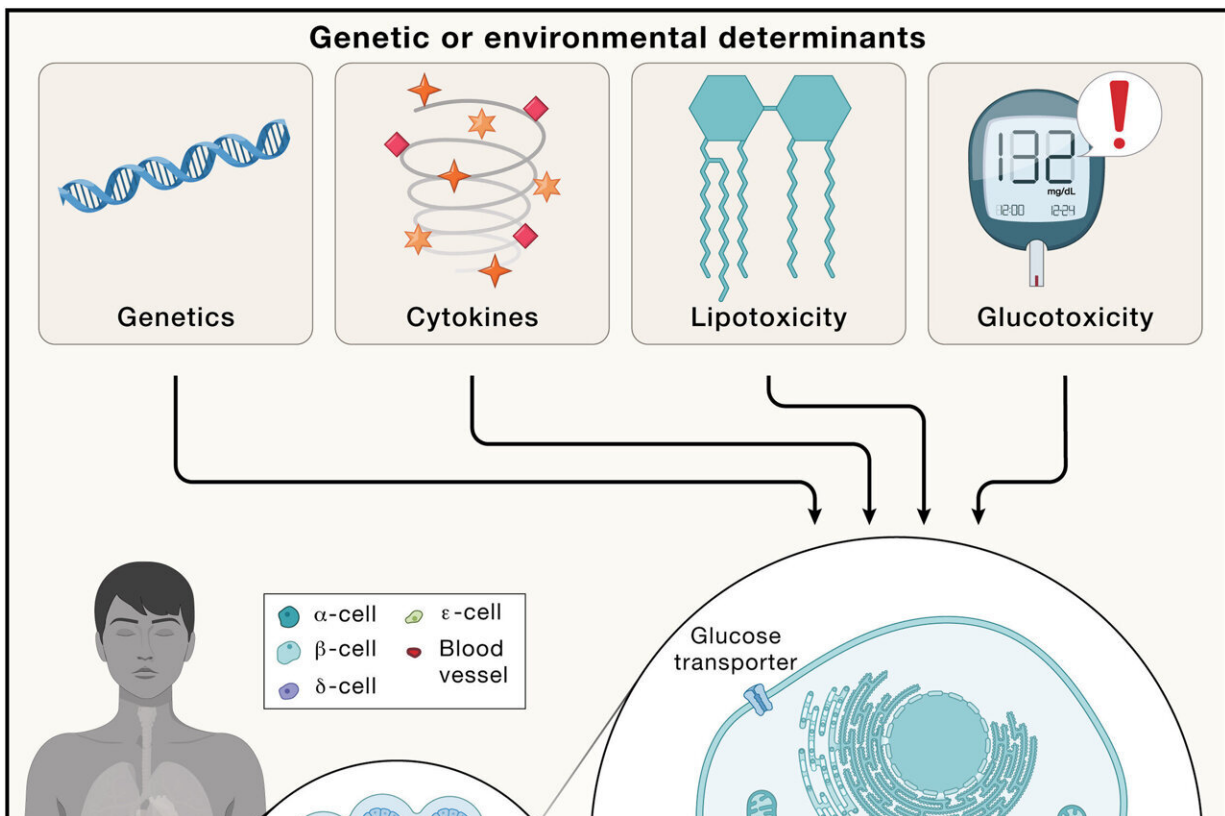 Genetic or environmental determinants
132
mg/dL
12:00 12:24
Genetics
Cytokines
Lipotoxicity
Glucotoxicity
α-cell
β-cell
δ-cell
ε-cell
Blood
vessel
Glucose
transporter